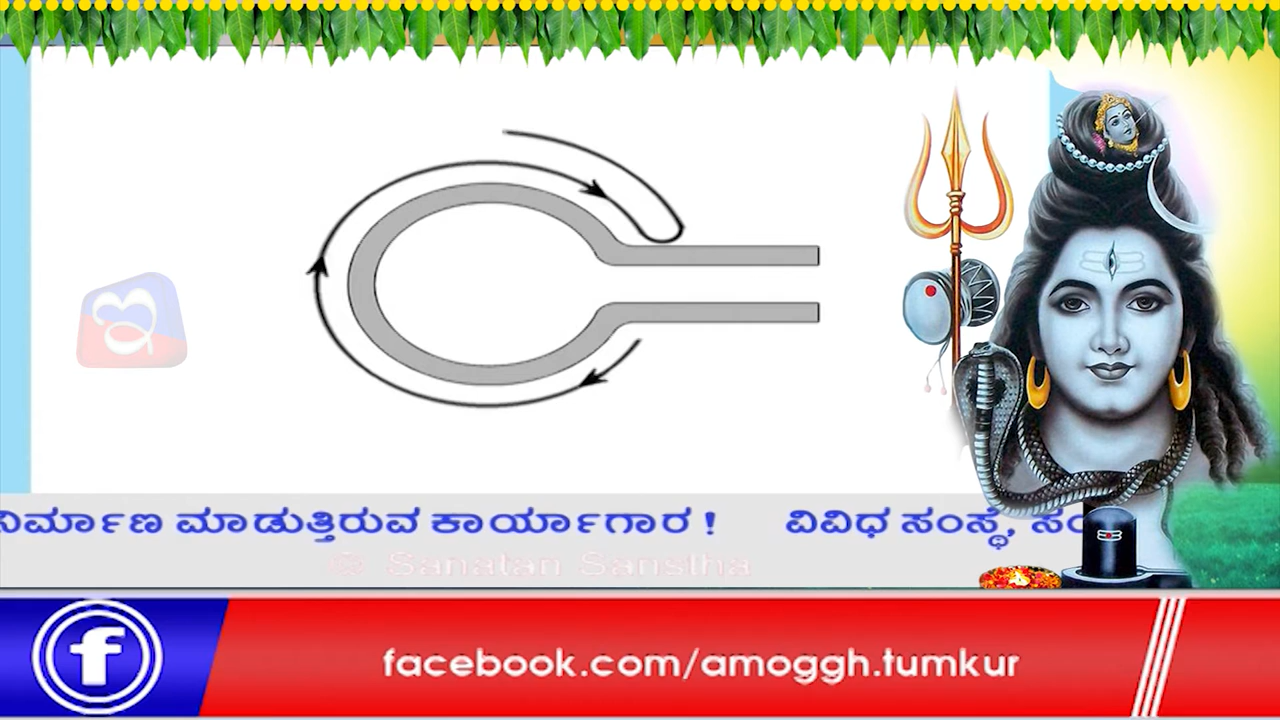 ನಿರ್ಮಾಣ ಮಾಡುತ್ತಿರುವ ಕಾರ್ಯಾಗಾರ ! ವಿವಿಧ ಸಂಸ್ಥೆ,
© Sanatan Sanstha
facebook.com/amoggh.tumkur